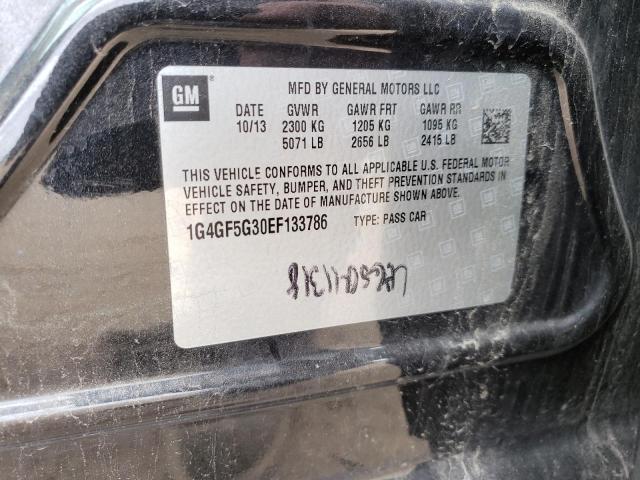 GM ®
MFD BY GENERAL MOTORS LLC
DATE GVWR GAWR FRT GAWR RR
10/13 2300 KG 1205 KG 1095 KG
5071 LB 2656 LB 2415 LB
THIS VEHICLE CONFORMS TO ALL APPLICABLE U.S. FEDERAL MOTOR
VEHICLE SAFETY, BUMPER, AND THEFT PREVENTION STANDARDS IN
EFFECT ON THE DATE OF MANUFACTURE SHOWN ABOVE.
1G4GF5G30EF133786 TYPE: PASS CAR